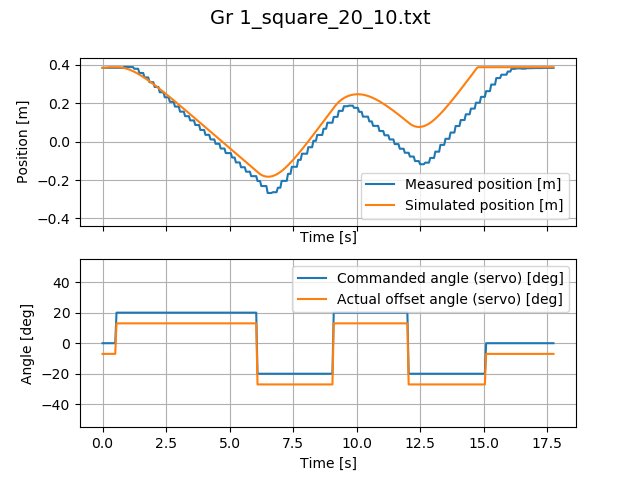 Gr 1_square_20_10.txt
Position [m]
0.4
0.2
0.0
−0.2
−0.4
Measured position [m]
Simulated position [m]
Time [s]
Angle [deg]
40
20
0
−20
−40
Commanded angle (servo) [deg]
Actual offset angle (servo) [deg]
0.0 2.5 5.0 7.5 10.0 12.5 15.0 17.5
Time [s]